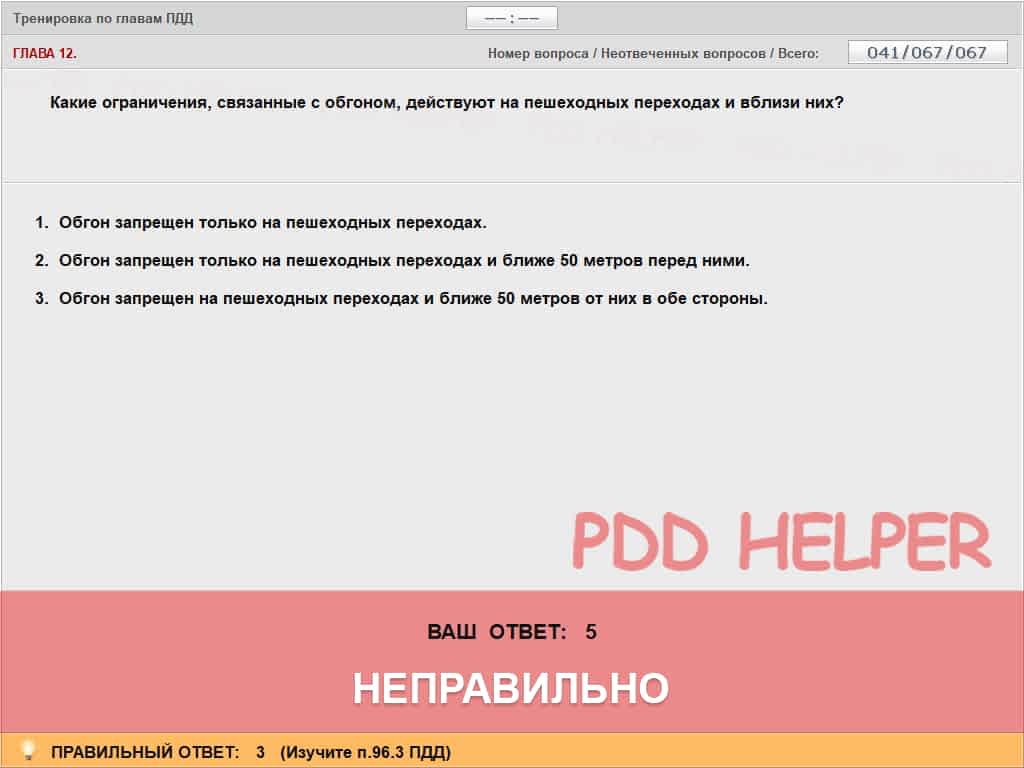 Тренировка по главам ПДД
—— : ——
ГЛАВА 12.
Номер вопроса / Неотвеченных вопросов / Всего:
041/067/067
Какие ограничения, связанные с обгоном, действуют на пешеходных переходах и вблизи них?
1. Обгон запрещен только на пешеходных переходах.
2. Обгон запрещен только на пешеходных переходах и ближе 50 метров перед ними.
3. Обгон запрещен на пешеходных переходах и ближе 50 метров от них в обе стороны.
PDD HELPER
ВАШ ОТВЕТ: 5
НЕПРАВИЛЬНО
ПРАВИЛЬНЫЙ ОТВЕТ: 3 (Изучите п.96.3 ПДД)